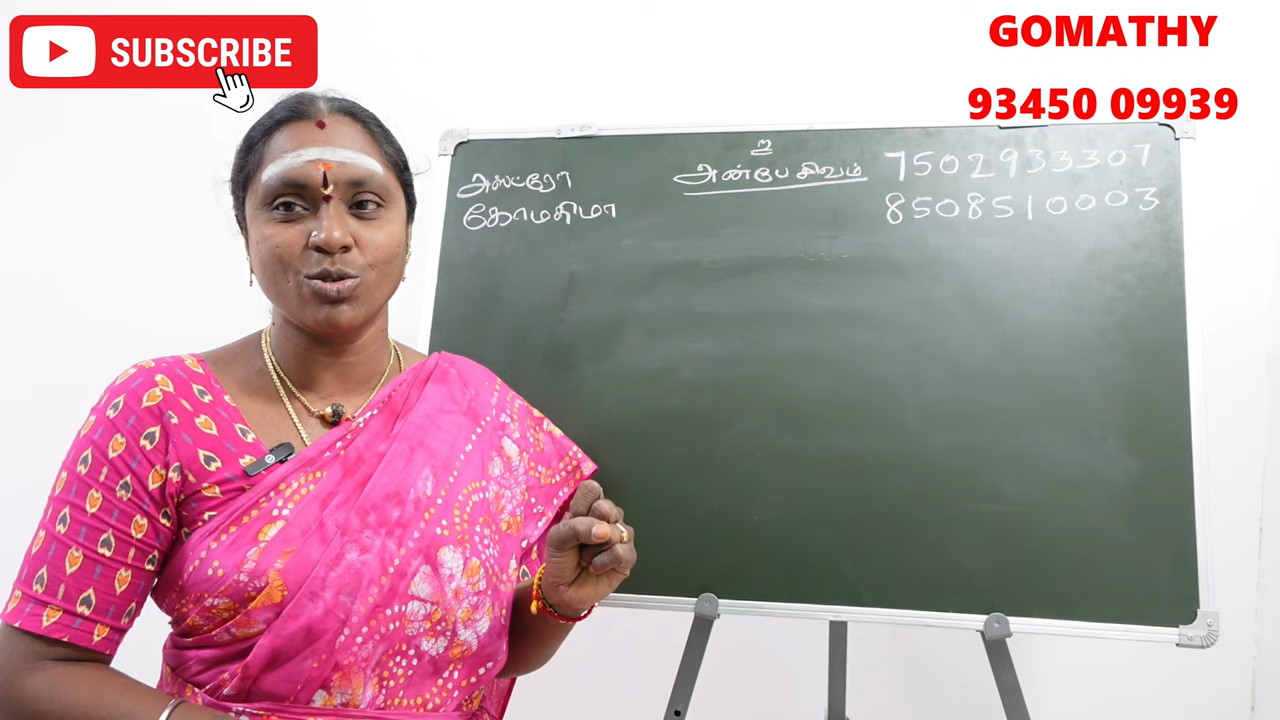 SUBSCRIBE
GOMATHY
93450 09939
உ
அஸ்ட்ரோ
கோமதிமா
அன்பே சிவம்
7502933307
8508510003